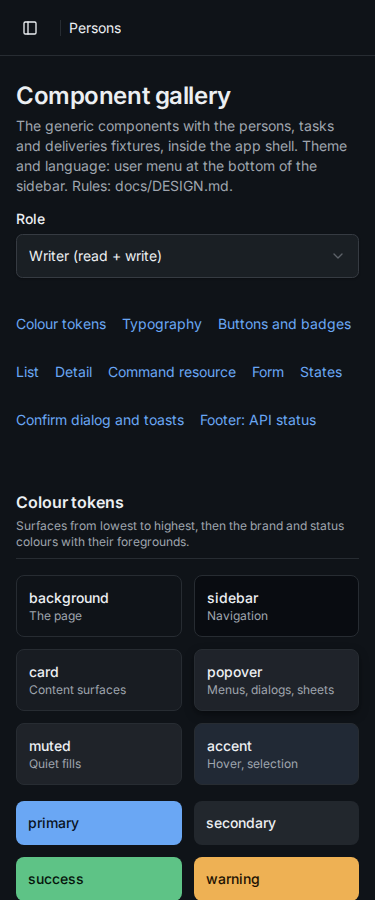 Persons
Component gallery
The generic components with the persons, tasks
and deliveries fixtures, inside the app shell. Theme
and language: user menu at the bottom of the
sidebar. Rules: docs/DESIGN.md.
Role
Writer (read + write)
Colour tokens Typography Buttons and badges
List Detail Command resource Form States
Confirm dialog and toasts Footer: API status
Colour tokens
Surfaces from lowest to highest, then the brand and status
colours with their foregrounds.
background
The page
sidebar
Navigation
card
Content surfaces
popover
Menus, dialogs, sheets
muted
Quiet fills
accent
Hover, selection
primary
secondary
success
warning